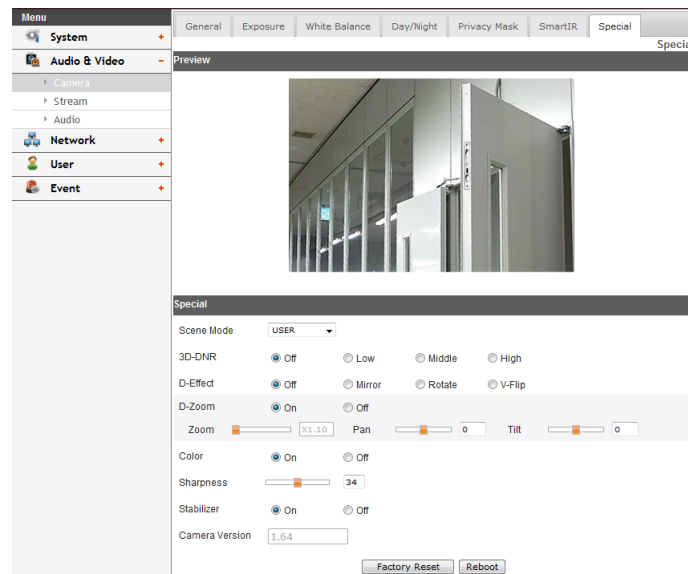 Menu
System +
Audio & Video -
Camera
Stream
Audio
Network +
User +
Event +
General Exposure White Balance Day/Night Privacy Mask SmartIR Special
Specia
Preview
Special
Scene Mode USER
3D-DNR Off Low Middle High
D-Effect Off Mirror Rotate V-Flip
D-Zoom On Off
Zoom X1.10 Pan 0 Tilt 0
Color On Off
Sharpness 34
Stabilizer On Off
Camera Version 1.64
Factory Reset Reboot